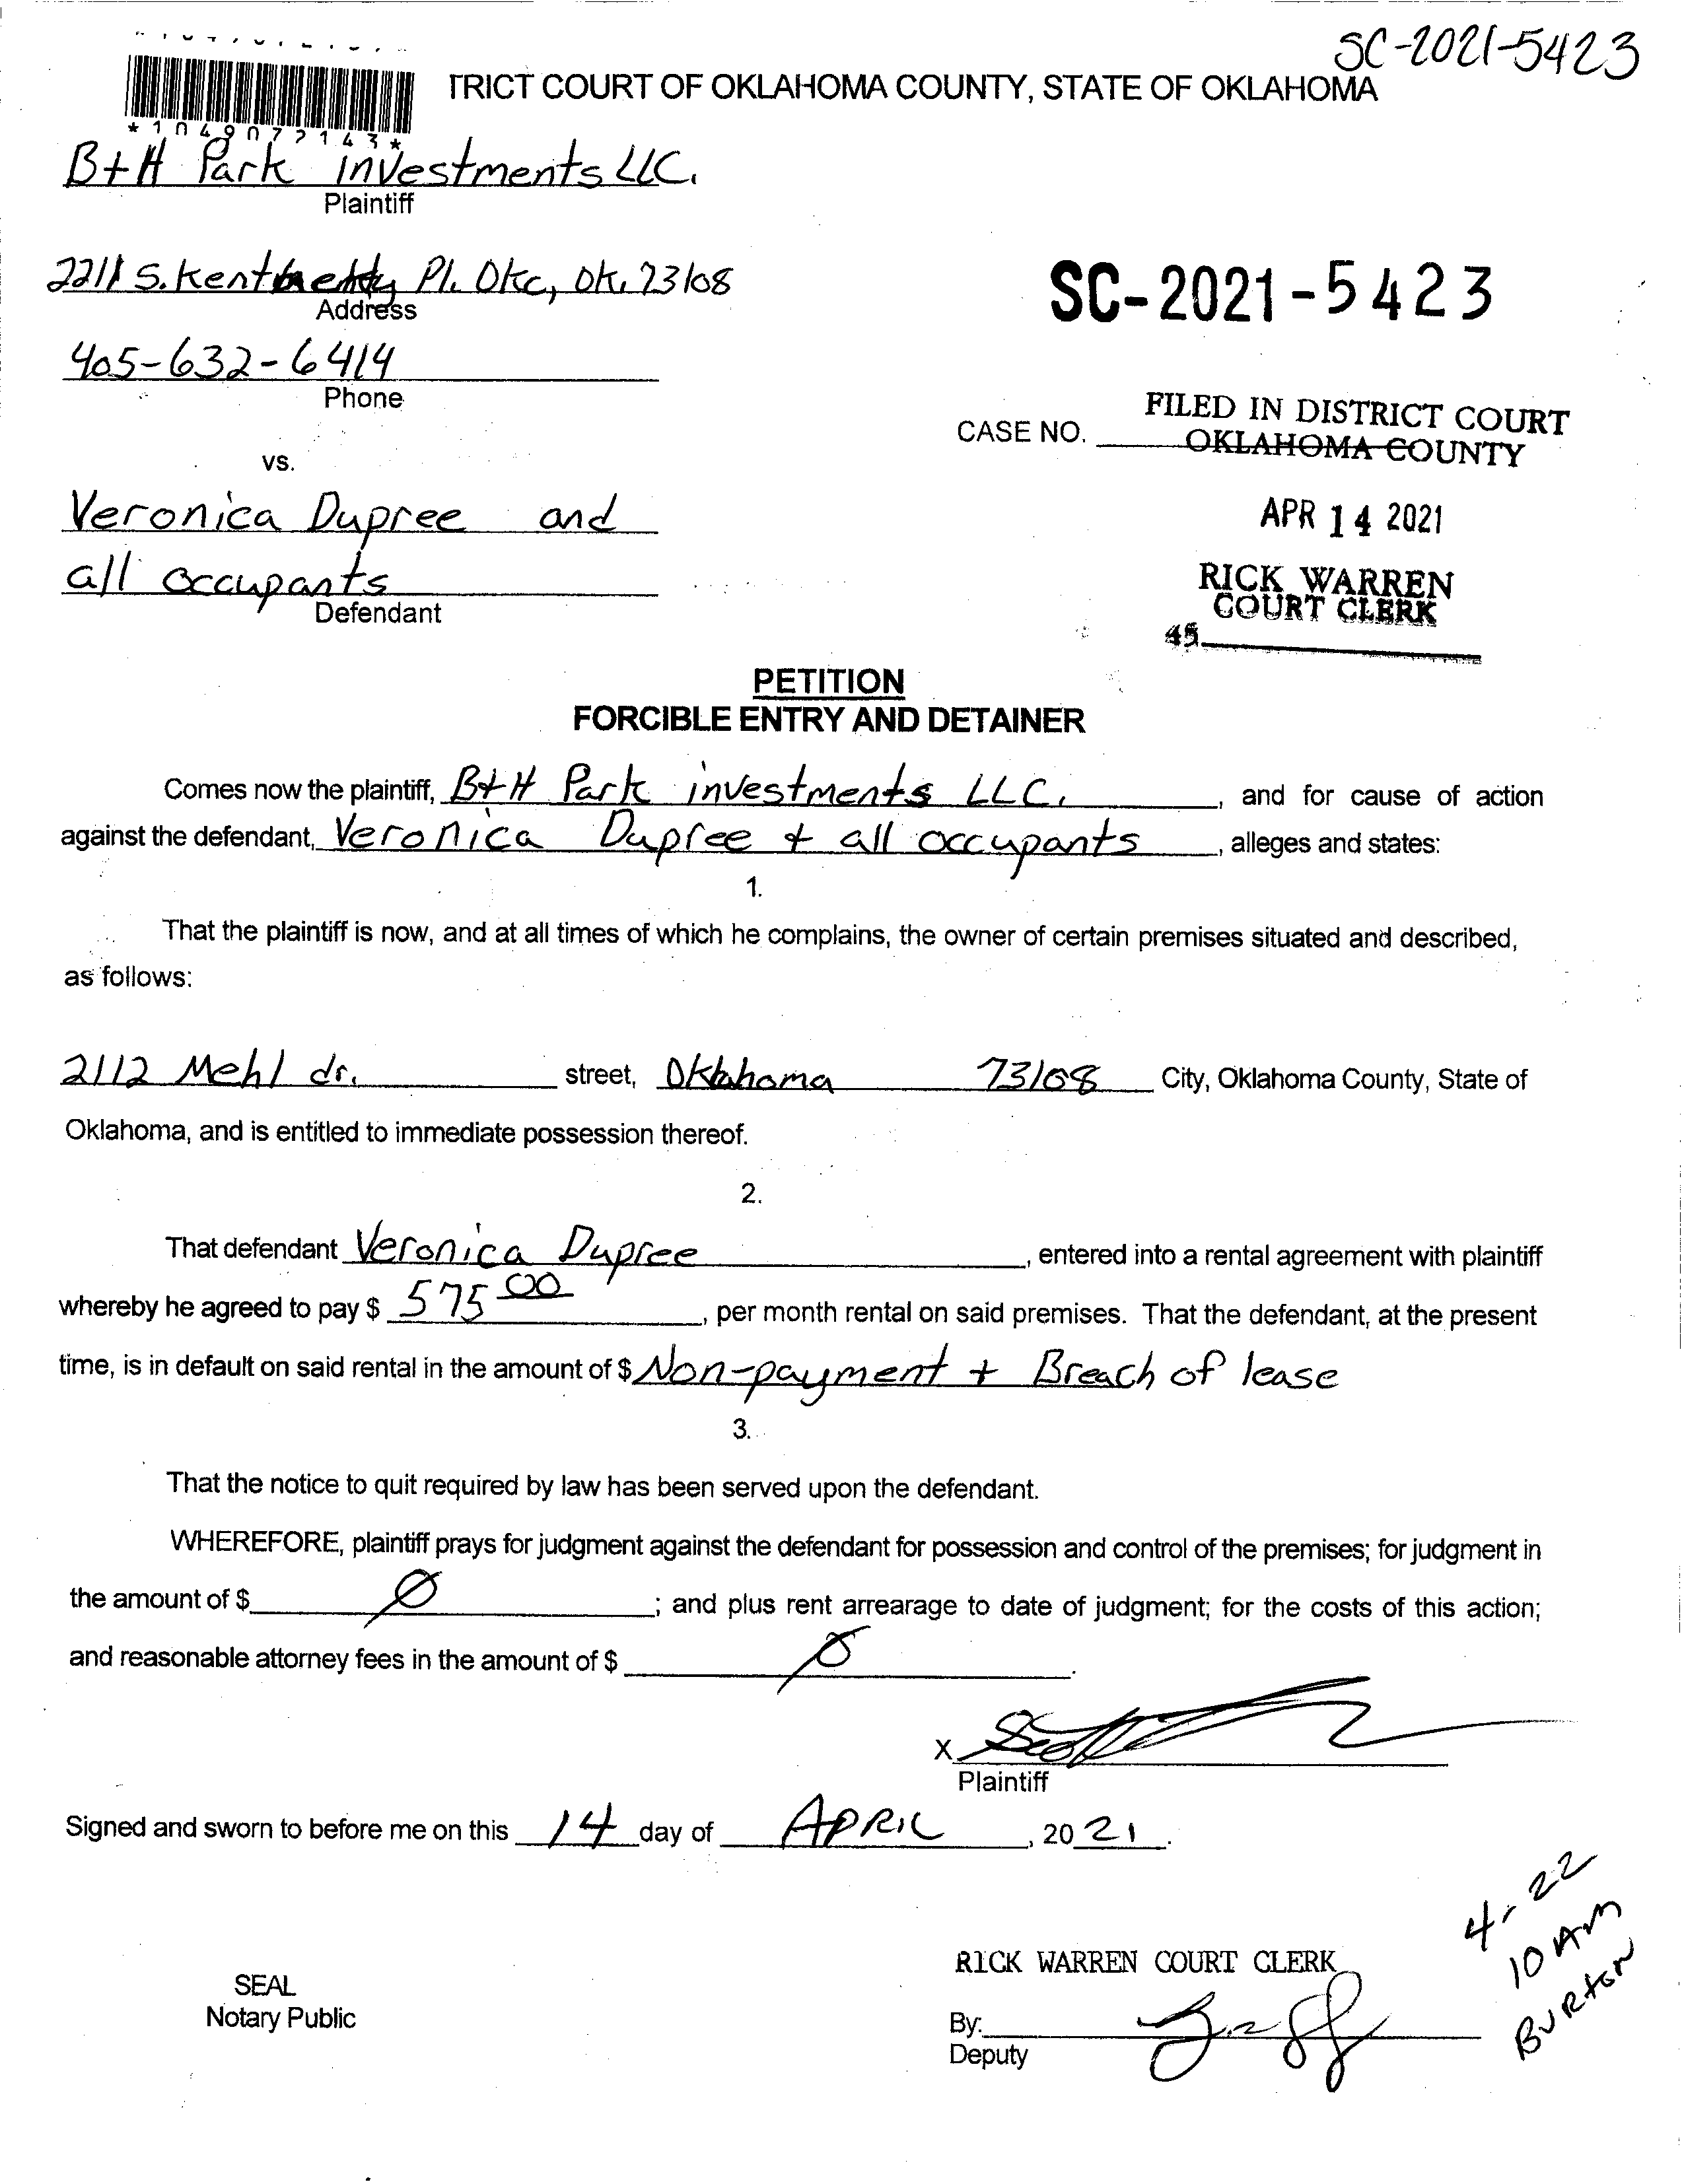 SC-2021-5423
TRICT COURT OF OKLAHOMA COUNTY, STATE OF OKLAHOMA
*1049072143*
B+H Park investments LLC.
Plaintiff
2211 S. Kentucky Pl. Okc, Ok. 73108
Address
405-632-6414
Phone
SC-2021-5423
CASE NO.
FILED IN DISTRICT COURT
OKLAHOMA COUNTY
vs.
Veronica Dupree and
all occupants
Defendant
APR 14 2021
RICK WARREN
COURT CLERK
45
PETITION
FORCIBLE ENTRY AND DETAINER
Comes now the plaintiff, B+H Park investments LLC. , and for cause of action
against the defendant, Veronica Dupree + all occupants , alleges and states:
1.
That the plaintiff is now, and at all times of which he complains, the owner of certain premises situated and described,
as follows:
2112 Mehl dr. street, Oklahoma 73108 City, Oklahoma County, State of
Oklahoma, and is entitled to immediate possession thereof.
2.
That defendant Veronica Dupree , entered into a rental agreement with plaintiff
whereby he agreed to pay $ 575 00 , per month rental on said premises. That the defendant, at the present
time, is in default on said rental in the amount of $ Non-payment + Breach of lease
3.
That the notice to quit required by law has been served upon the defendant.
WHEREFORE, plaintiff prays for judgment against the defendant for possession and control of the premises; for judgment in
the amount of $ Ø ; and plus rent arrearage to date of judgment; for the costs of this action;
and reasonable attorney fees in the amount of $ Ø .
X
Plaintiff
Signed and sworn to before me on this 14 day of APRIL , 20 21 .
4-22
10 AM
BURTON
RICK WARREN COURT CLERK
SEAL
Notary Public
By:
Deputy